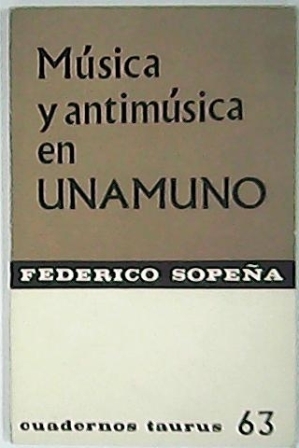 Música
y antimúsica
en
UNAMUNO
FEDERICO SOPEÑA
cuadernos taurus 63